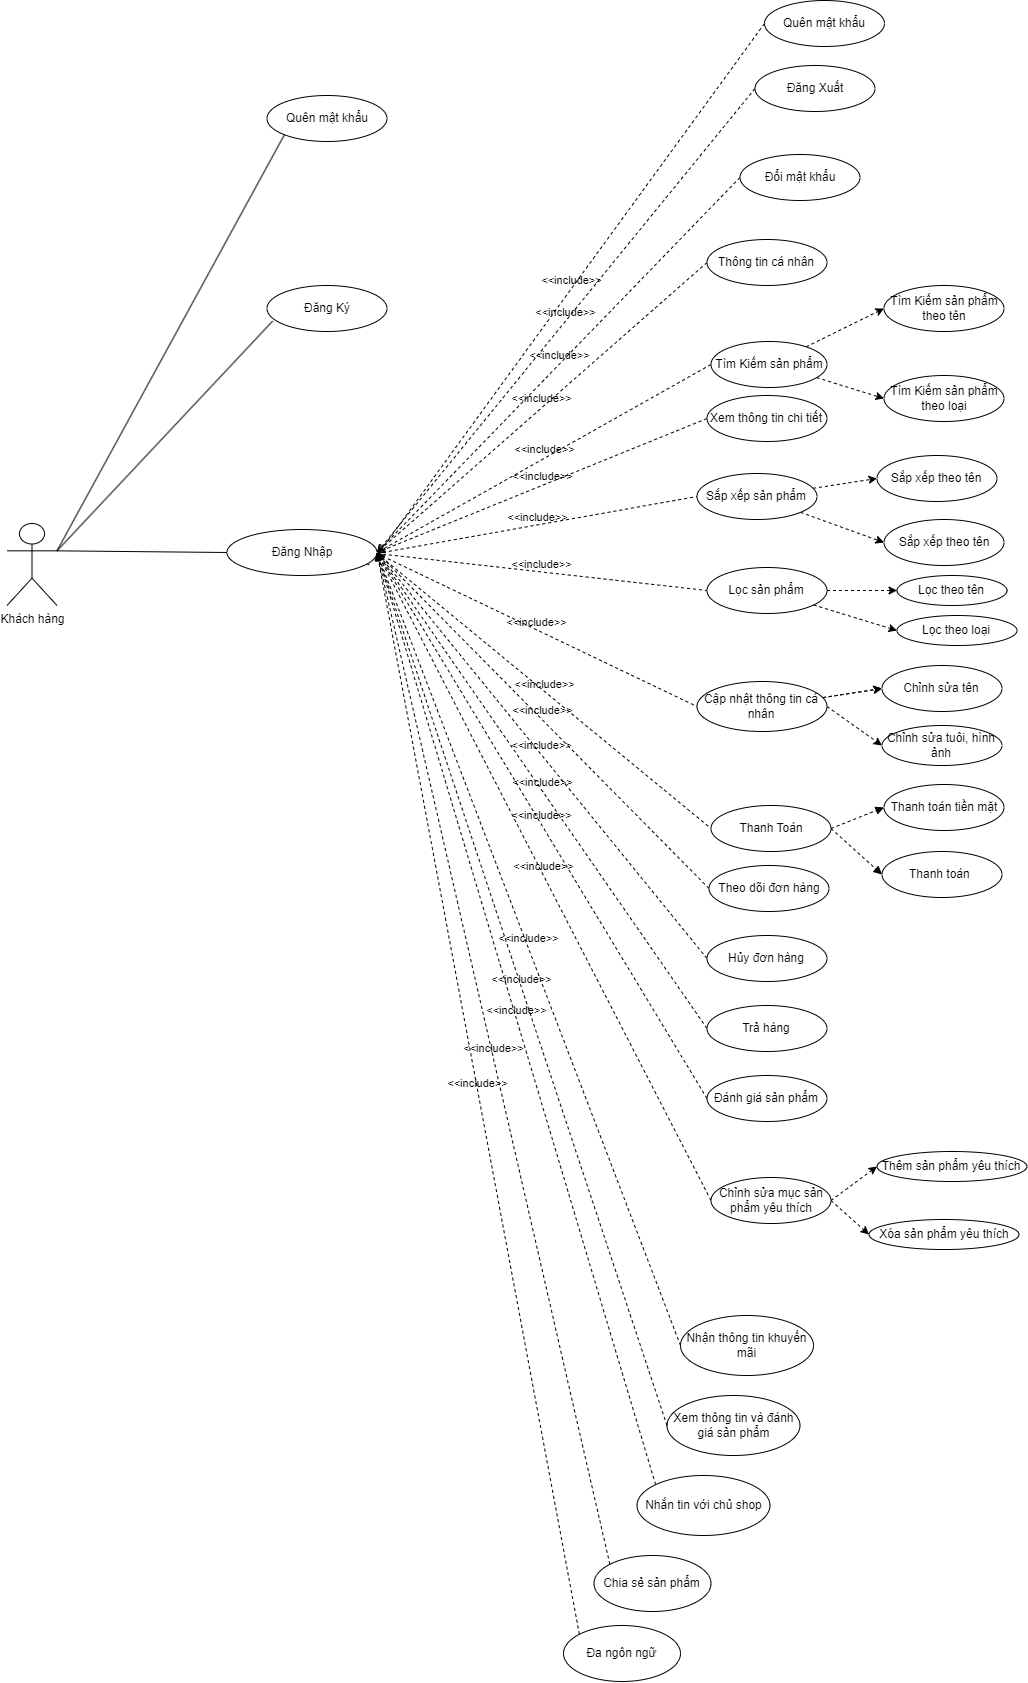 Quên mật khẩu
Đăng Xuất
Quên mật khẩu
Đổi mật khẩu
Thông tin cá nhân
<<include>>
Đăng Ký
Tìm Kiếm sản phẩm
theo tên
<<include>>
<<include>>
Tìm Kiếm sản phẩm
Tìm Kiếm sản phẩm
theo loại
<<include>>
Xem thông tin chi tiết
<<include>>
<<include>>
Sắp xếp theo tên
Sắp xếp sản phẩm
<<include>>
Sắp xếp theo tên
Đăng Nhập
<<include>>
Lọc sản phẩm
Lọc theo tên
Khách hàng
<<include>>
Lọc theo loại
<<include>>
Cập nhật thông tin cá
nhân
Chỉnh sửa tên
<<include>>
<<include>>
Chỉnh sửa tuôi, hình
ảnh
<<include>>
<<include>>
Thanh toán tiền mặt
<<include>>
Thanh Toán
<<include>>
Thanh toán
Theo dõi đơn hàng
<<include>>
Hủy đơn hàng
<<include>>
<<include>>
Trả hàng
<<include>>
<<include>>
Đánh giá sản phẩm
Thêm sản phẩm yêu thích
Chỉnh sửa mục sản
phẩm yêu thích
Xóa sản phẩm yêu thích
Nhận thông tin khuyến
mãi
Xem thông tin và đánh
giá sản phẩm
Nhắn tin với chủ shop
Chia sẻ sản phẩm
Đa ngôn ngữ